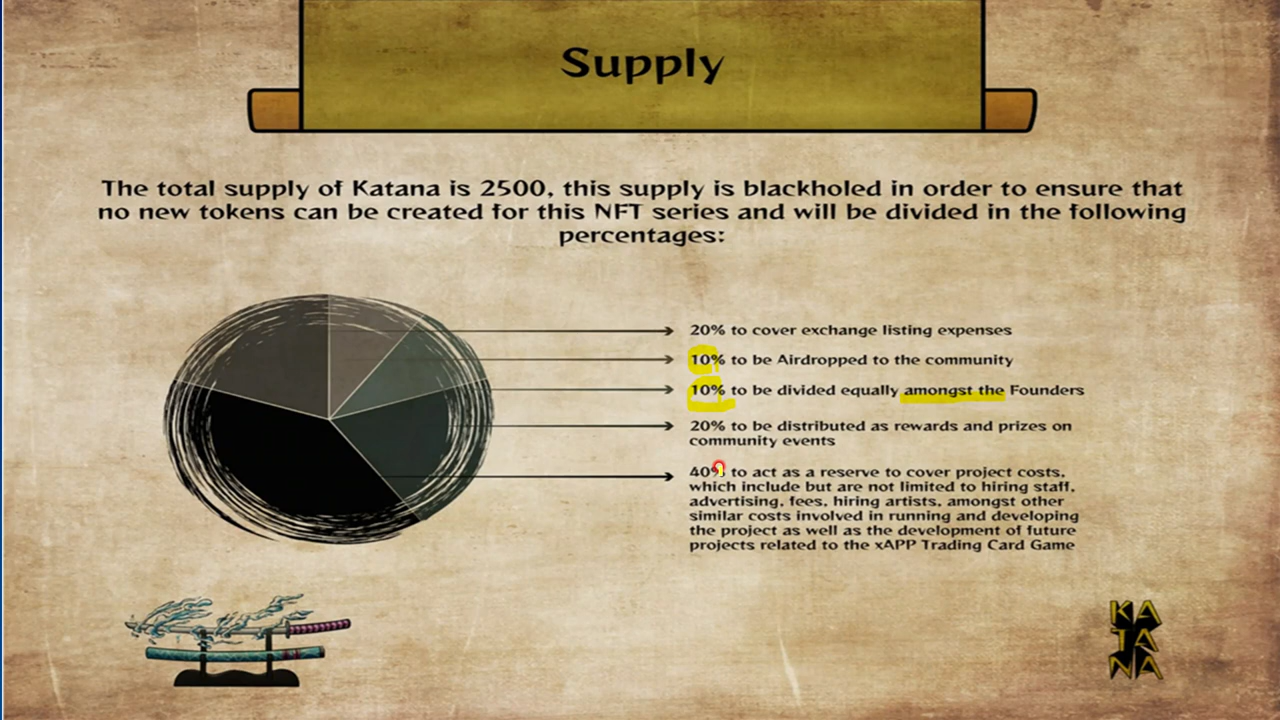 Supply
The total supply of Katana is 2500, this supply is blackholed in order to ensure that
no new tokens can be created for this NFT series and will be divided in the following
percentages:
20% to cover exchange listing expenses
10% to be Airdropped to the community
10% to be divided equally amongst the Founders
20% to be distributed as rewards and prizes on
community events
40% to act as a reserve to cover project costs,
which include but are not limited to hiring staff,
advertising, fees, hiring artists, amongst other
similar costs involved in running and developing
the project as well as the development of future
projects related to the xAPP Trading Card Game
KA
TA
NA